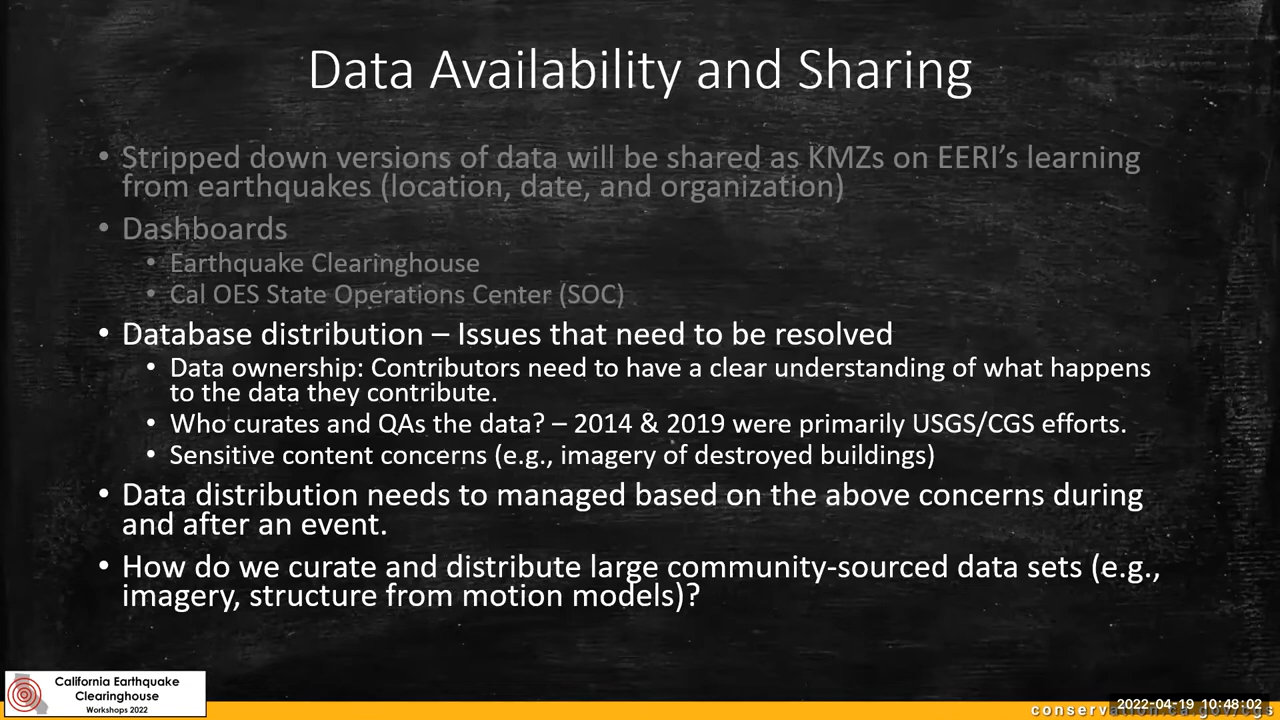 Data Availability and Sharing
• Stripped down versions of data will be shared as KMZs on EERI’s learning
from earthquakes (location, date, and organization)
• Dashboards
• Earthquake Clearinghouse
• Cal OES State Operations Center (SOC)
• Database distribution – Issues that need to be resolved
• Data ownership: Contributors need to have a clear understanding of what happens
to the data they contribute.
• Who curates and QAs the data? – 2014 & 2019 were primarily USGS/CGS efforts.
• Sensitive content concerns (e.g., imagery of destroyed buildings)
• Data distribution needs to managed based on the above concerns during
and after an event.
• How do we curate and distribute large community-sourced data sets (e.g.,
imagery, structure from motion models)?
California Earthquake
Clearinghouse
Workshops 2022
2022-04-19 10:48:02
conservation.ca.gov/cgs